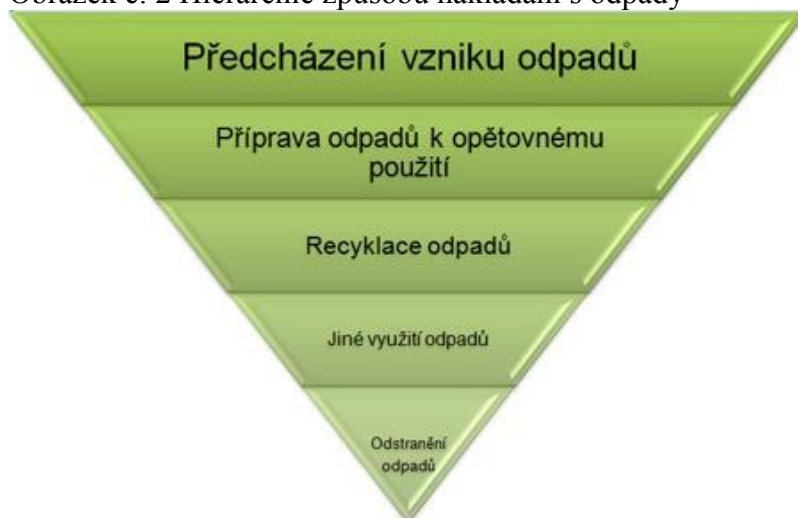 Obrázek č. 2 Hierarchie způsobů nakládání s odpady
Předcházení vzniku odpadů
Příprava odpadů k opětovnému
použití
Recyklace odpadů
Jiné využití odpadů
Odstranění
odpadů